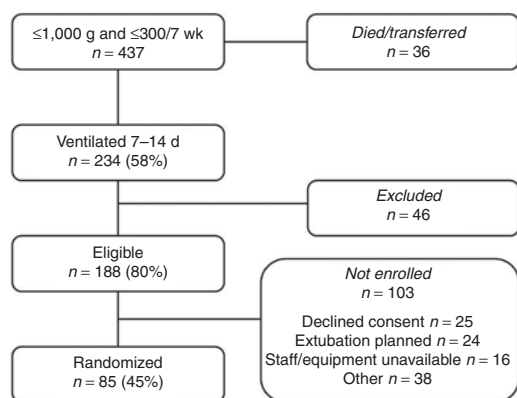 ≤1,000 g and ≤300/7 wk
n = 437
Died/transferred
n = 36
Ventilated 7–14 d
n = 234 (58%)
Excluded
n = 46
Eligible
n = 188 (80%)
Not enrolled
n = 103
Declined consent n = 25
Extubation planned n = 24
Staff/equipment unavailable n = 16
Other n = 38
Randomized
n = 85 (45%)